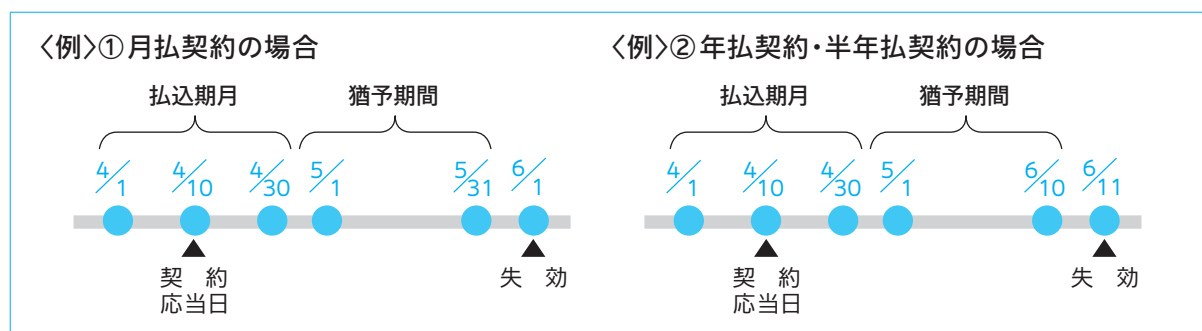 〈例〉①月払契約の場合
払込期月
猶予期間
4/1
4/10
4/30
5/1
5/31
6/1
契約
応当日
失効
〈例〉②年払契約・半年払契約の場合
払込期月
猶予期間
4/1
4/10
4/30
5/1
6/10
6/11
契約
応当日
失効